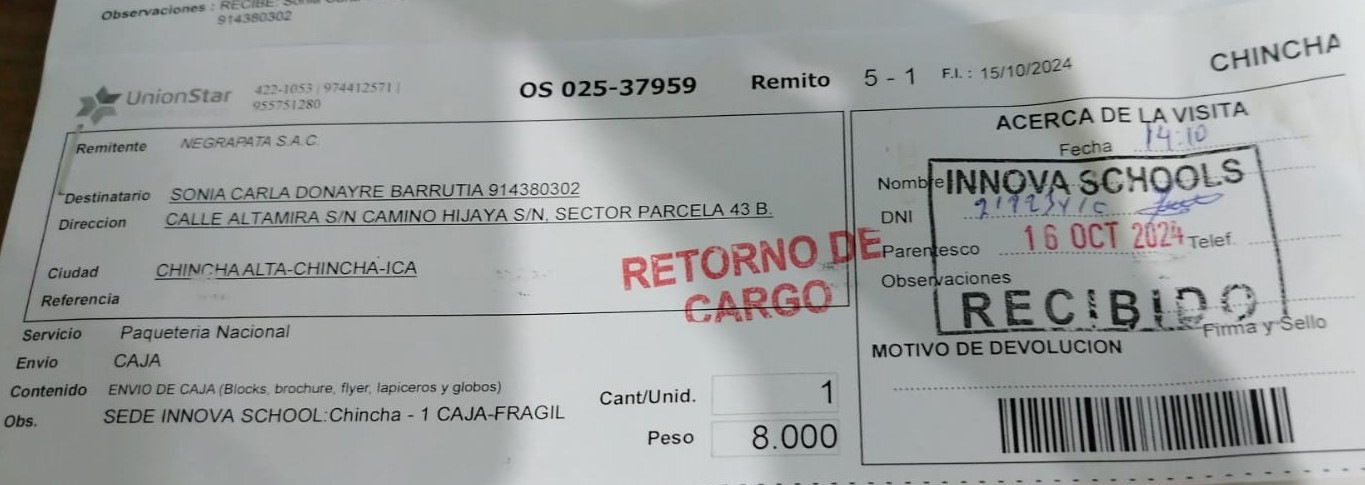 Observaciones : RECIBE: Sonia
914380302
UnionStar 422-1053 | 974412571 |
955751280
OS 025-37959 Remito 5 - 1 F.I. : 15/10/2024 CHINCHA
Remitente NEGRAPATA S.A.C.
Destinatario SONIA CARLA DONAYRE BARRUTIA 914380302
Direccion CALLE ALTAMIRA S/N CAMINO HIJAYA S/N, SECTOR PARCELA 43 B.
Ciudad CHINCHA ALTA-CHINCHA-ICA
Referencia
RETORNO DE
CARGO
Servicio Paqueteria Nacional
Envio CAJA
Contenido ENVIO DE CAJA (Blocks, brochure, flyer, lapiceros y globos)
Obs. SEDE INNOVA SCHOOL:Chincha - 1 CAJA-FRAGIL
Cant/Unid. 1
Peso 8.000
ACERCA DE LA VISITA
Fecha 14:10
Nombre INNOVA SCHOOLS
DNI
Parentesco 16 OCT 2024 Telef.
Observaciones
RECIBIDO
Firma y Sello
MOTIVO DE DEVOLUCION